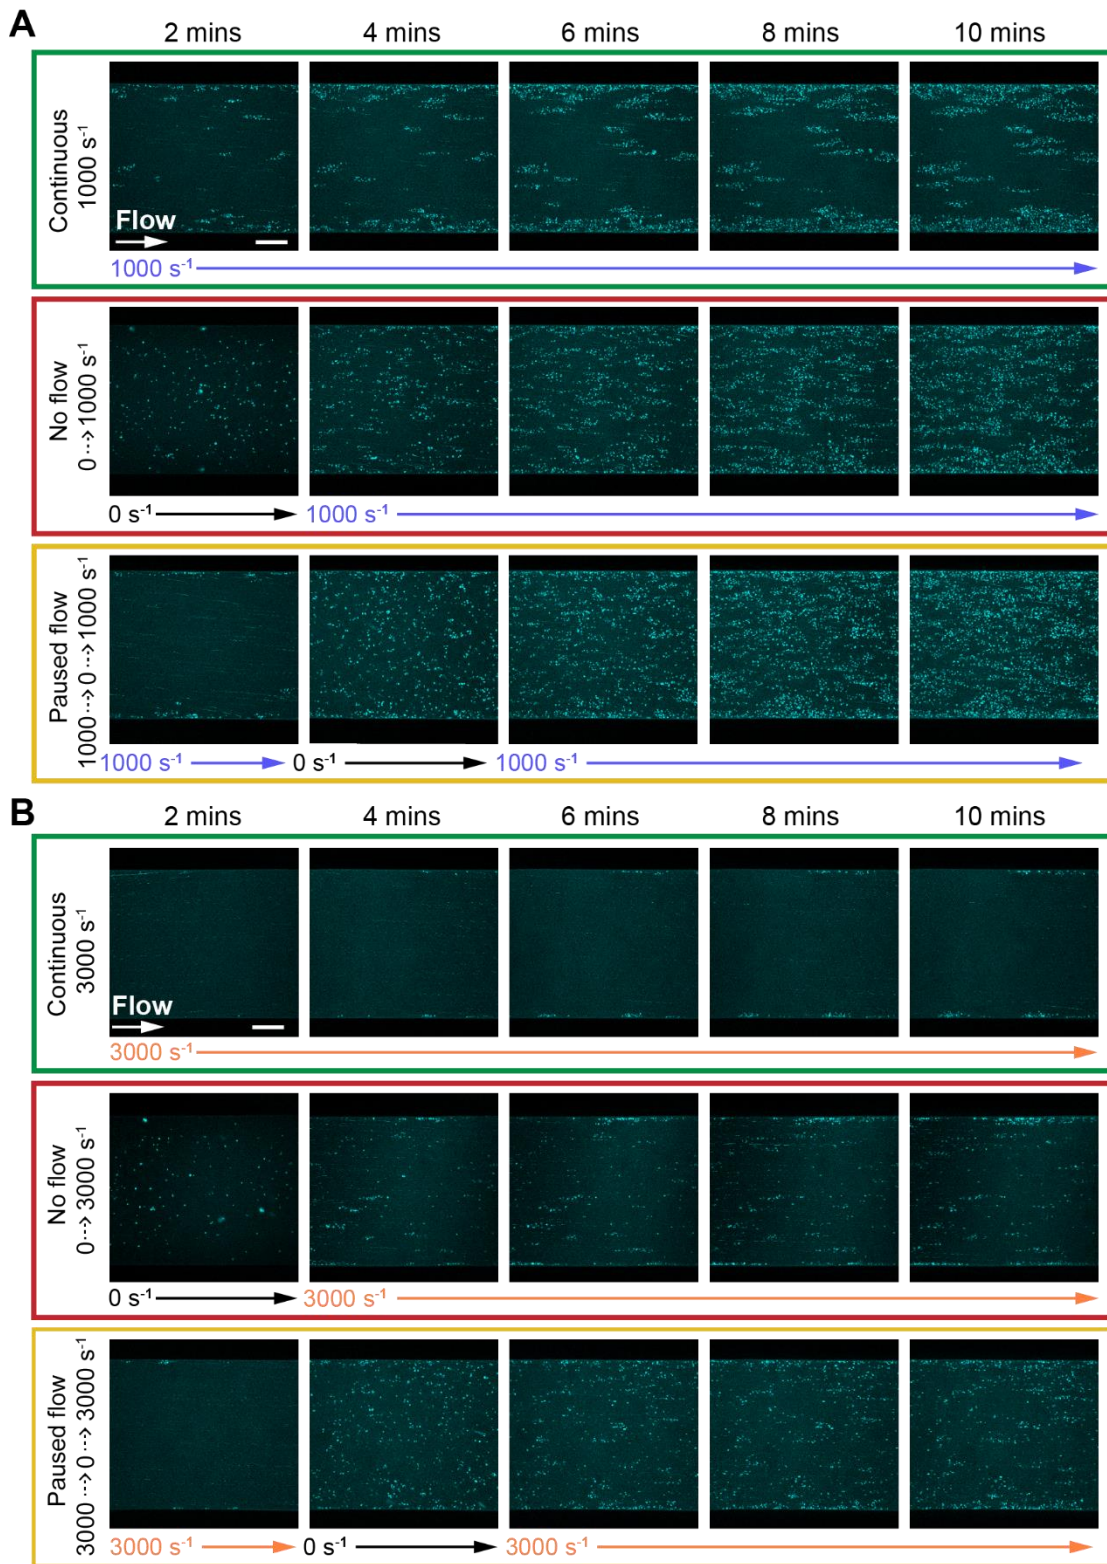 A
2 mins 4 mins 6 mins 8 mins 10 mins
Continuous
1000 s⁻¹
Flow
1000 s⁻¹
No flow
0 --→ 1000 s⁻¹
0 s⁻¹ 1000 s⁻¹
Paused flow
1000 --→ 0 --→ 1000 s⁻¹
1000 s⁻¹ 0 s⁻¹ 1000 s⁻¹
B
2 mins 4 mins 6 mins 8 mins 10 mins
Continuous
3000 s⁻¹
Flow
3000 s⁻¹
No flow
0 --→ 3000 s⁻¹
0 s⁻¹ 3000 s⁻¹
Paused flow
3000 --→ 0 --→ 3000 s⁻¹
3000 s⁻¹ 0 s⁻¹ 3000 s⁻¹